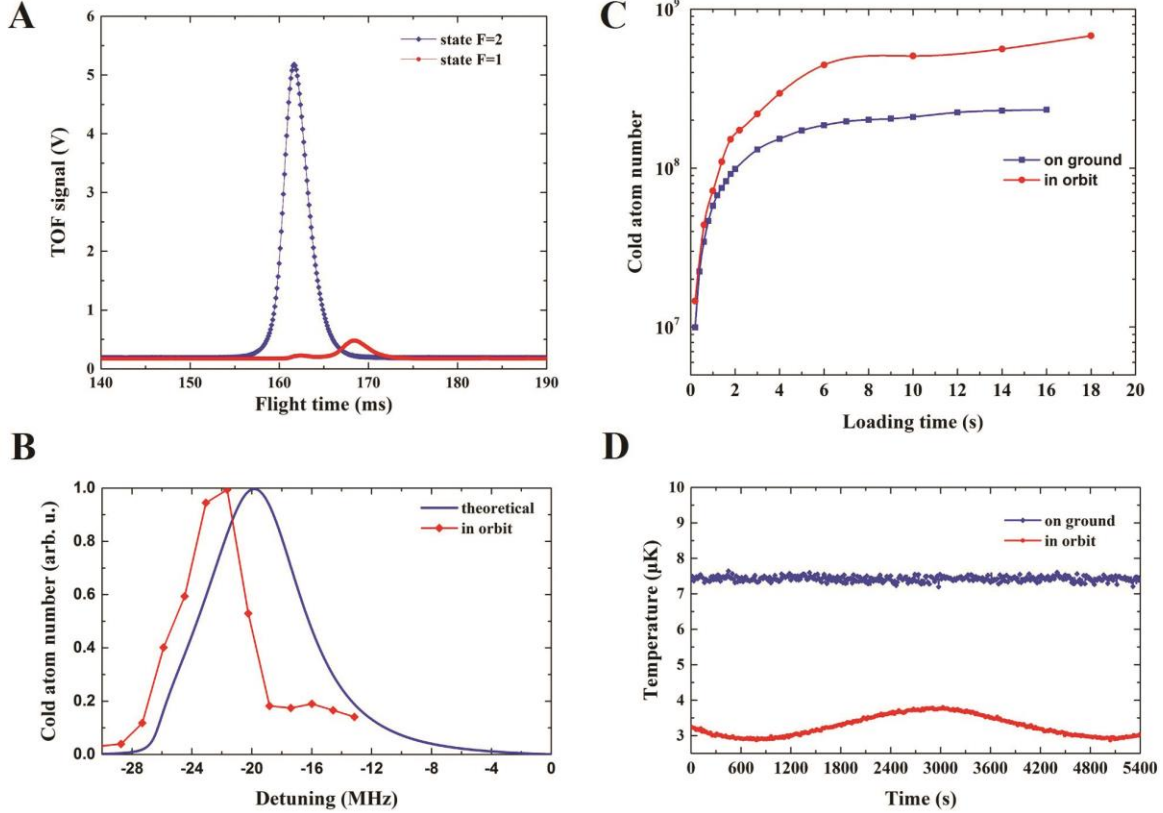 A
TOF signal (V)
6
5
4
3
2
1
0
state F=2
state F=1
140 150 160 170 180 190
Flight time (ms)
B
Cold atom number (arb. u.)
1.0
0.8
0.6
0.4
0.2
0.0
theoretical
in orbit
-28 -24 -20 -16 -12 -8 -4 0
Detuning (MHz)
C
Cold atom number
10⁹
10⁸
10⁷
on ground
in orbit
0 2 4 6 8 10 12 14 16 18 20
Loading time (s)
D
Temperature (μK)
10
9
8
7
6
5
4
3
on ground
in orbit
0 600 1200 1800 2400 3000 3600 4200 4800 5400
Time (s)